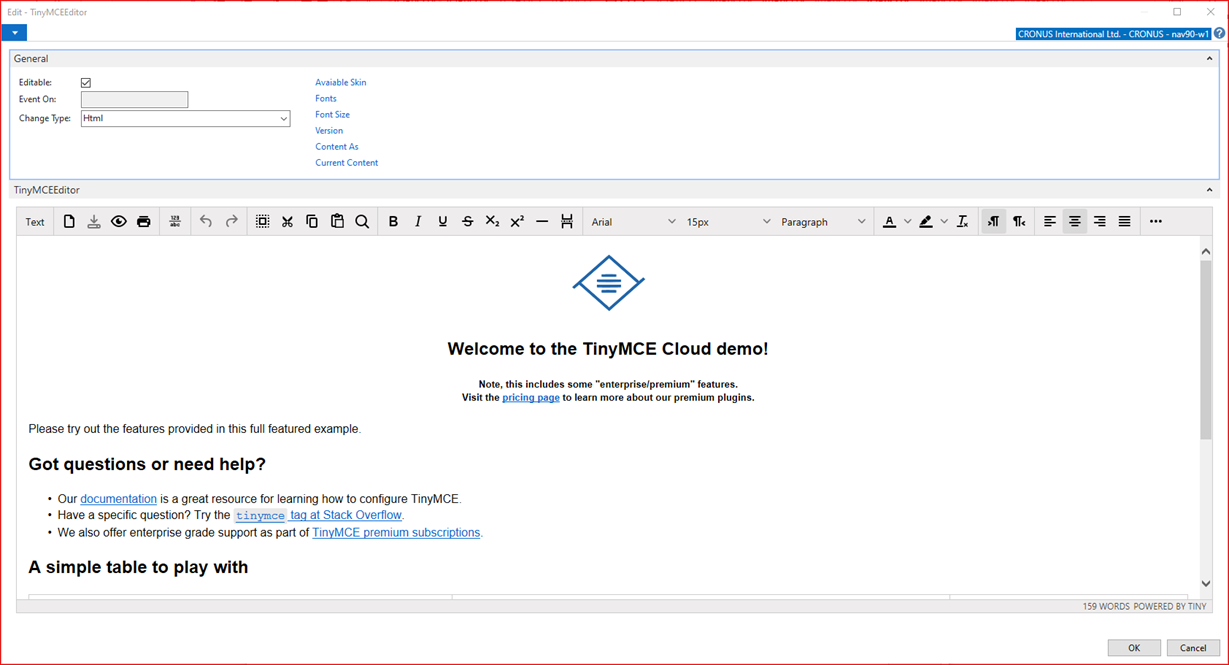 Edit - TinyMCEEditor
CRONUS International Ltd. - CRONUS - nav90-w1 ?
General
Editable:
Avaiable Skin
Event On:
Fonts
Change Type: Html
Font Size
Version
Content As
Current Content
TinyMCEEditor
Text 123 abc B I U S X₂ X² Arial 15px Paragraph A Tx ¶ ¶ •••
Welcome to the TinyMCE Cloud demo!
Note, this includes some "enterprise/premium" features.
Visit the pricing page to learn more about our premium plugins.
Please try out the features provided in this full featured example.
Got questions or need help?
• Our documentation is a great resource for learning how to configure TinyMCE.
• Have a specific question? Try the tinymce tag at Stack Overflow.
• We also offer enterprise grade support as part of TinyMCE premium subscriptions.
A simple table to play with
159 WORDS POWERED BY TINY
OK Cancel